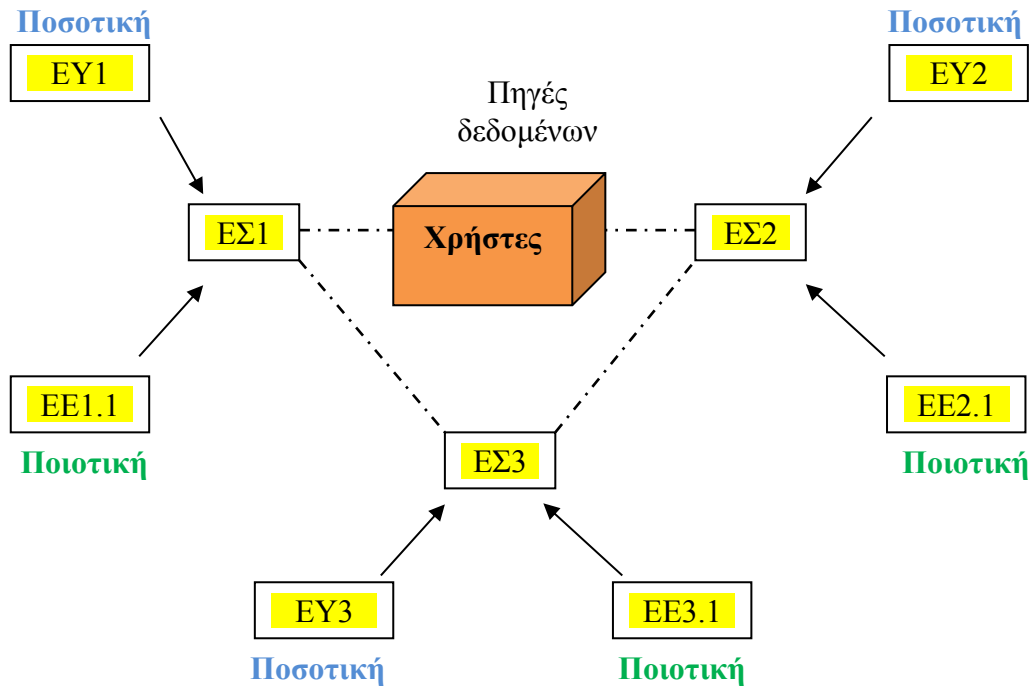 Ποσοτική
Ποσοτική
ΕΥ1
ΕΥ2
Πηγές
δεδομένων
ΕΣ1
Χρήστες
ΕΣ2
ΕΕ1.1
ΕΕ2.1
Ποιοτική
ΕΣ3
Ποιοτική
ΕΥ3
ΕΕ3.1
Ποσοτική
Ποιοτική